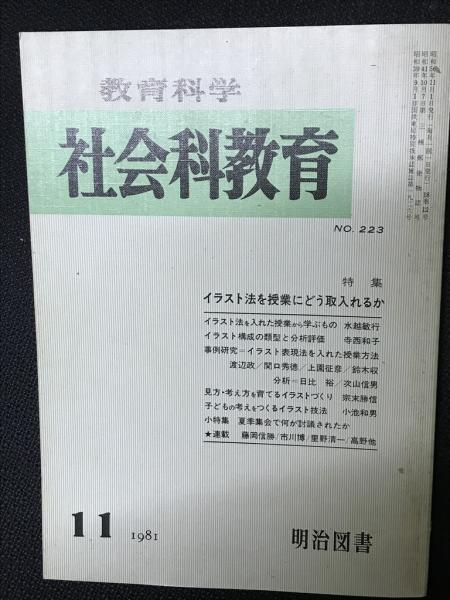 教育科学
社会科教育
NO. 223
特集
イラスト法を授業にどう取入れるか
イラスト法を入れた授業から学ぶもの 水越敏行
イラスト構成の類型と分析評価 寺西和子
事例研究=イラスト表現法を入れた授業方法
渡辺政/関口秀徳/上園征彦/鈴木収
分析=日比 裕/次山信男
見方・考え方を育てるイラストづくり 宗末勝信
子どもの考えをつくるイラスト技法 小池和男
小特集 夏季集会で何が討議されたか
★連載 藤岡信勝/市川博/里野清一/高野他
11 1981
明治図書